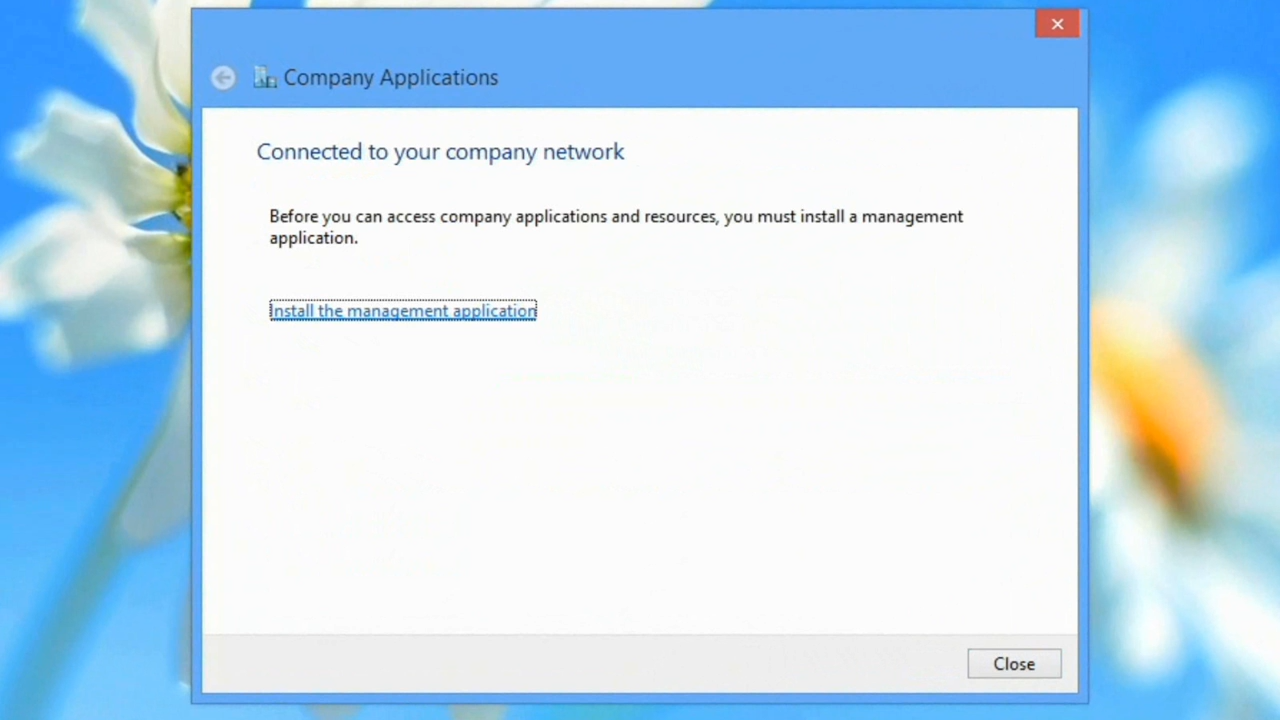 Company Applications
Connected to your company network
Before you can access company applications and resources, you must install a management
application.
Install the management application
Close